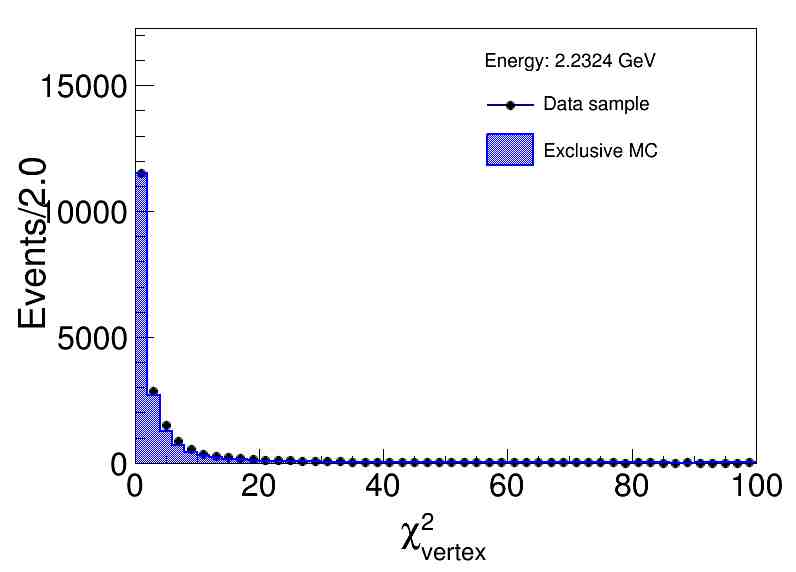 Energy: 2.2324 GeV
Data sample
Exclusive MC
Events/2.0
15000
10000
5000
0
0 20 40 60 80 100
χ²vertex